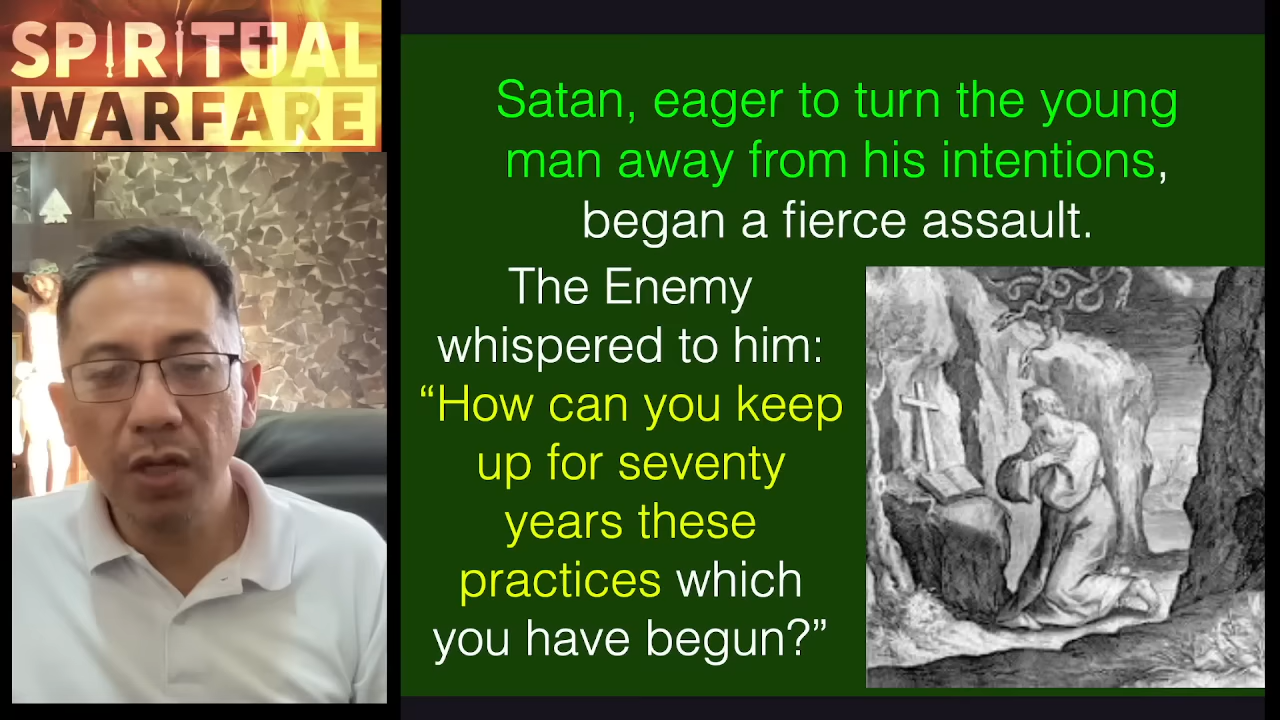 SPIRITUAL
WARFARE
Satan, eager to turn the young
man away from his intentions,
began a fierce assault.
The Enemy
whispered to him:
“How can you keep
up for seventy
years these
practices which
you have begun?”